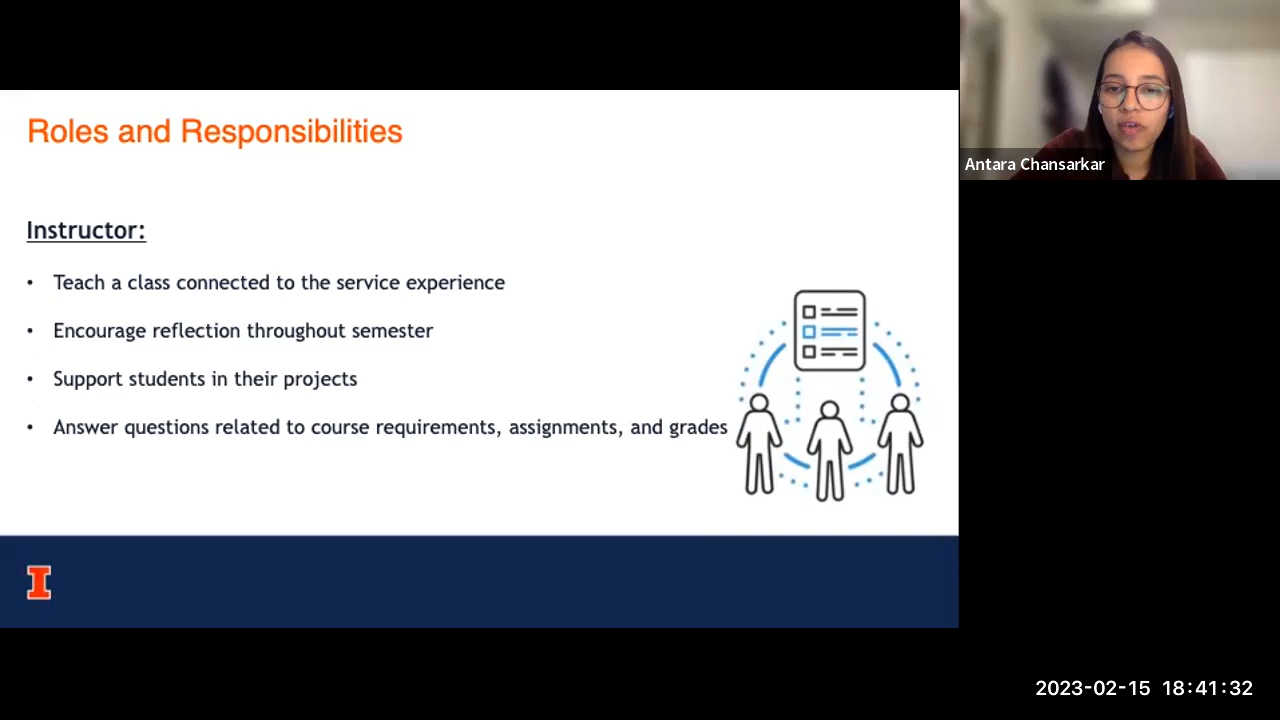 Roles and Responsibilities
Instructor:
• Teach a class connected to the service experience
• Encourage reflection throughout semester
• Support students in their projects
• Answer questions related to course requirements, assignments, and grades
I
Antara Chansarkar
2023-02-15 18:41:32